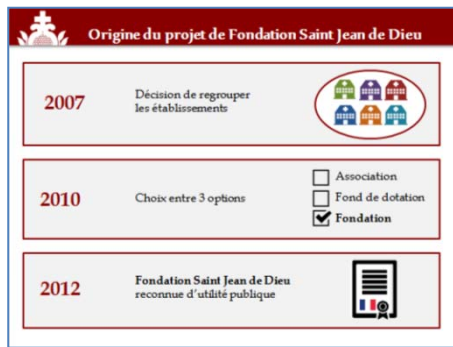 Origine du projet de Fondation Saint Jean de Dieu
2007
Décision de regrouper
les établissements
2010
Choix entre 3 options
Association
Fond de dotation
Fondation
2012
Fondation Saint Jean de Dieu
reconnue d'utilité publique